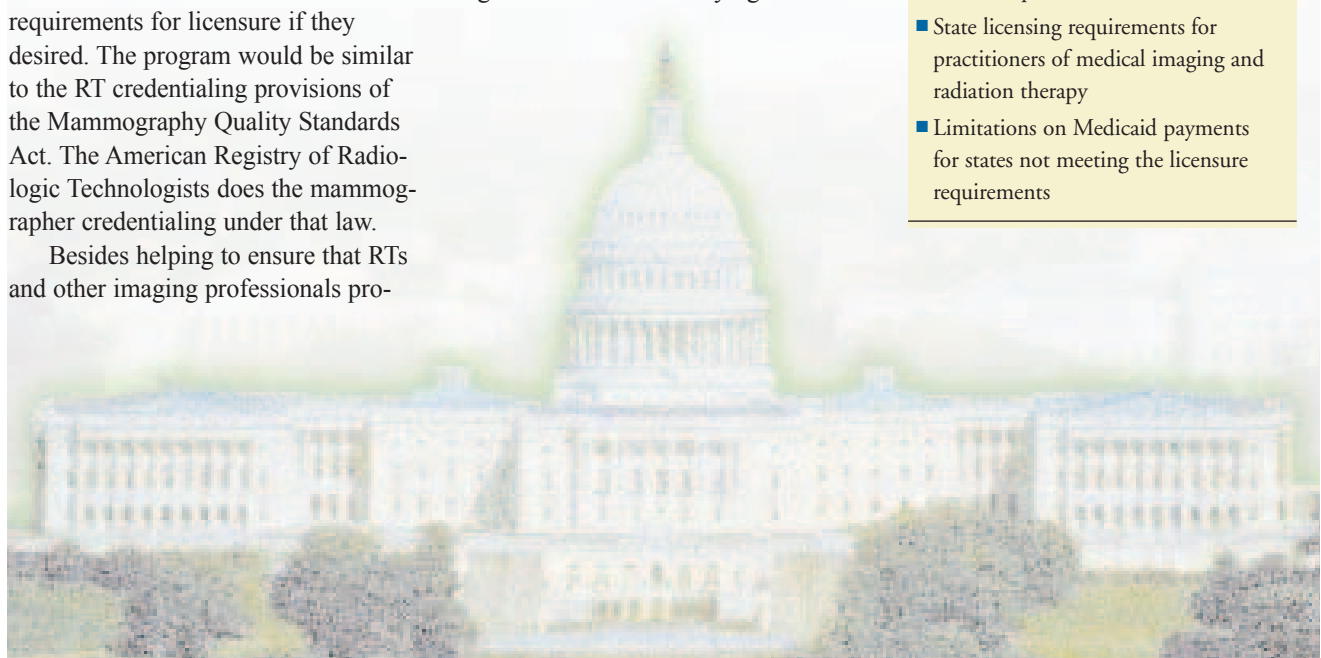 requirements for licensure if they
desired. The program would be similar
to the RT credentialing provisions of
the Mammography Quality Standards
Act. The American Registry of Radio-
logic Technologists does the mammog-
rapher credentialing under that law.
Besides helping to ensure that RTs
and other imaging professionals pro-
■ State licensing requirements for
practitioners of medical imaging and
radiation therapy
■ Limitations on Medicaid payments
for states not meeting the licensure
requirements